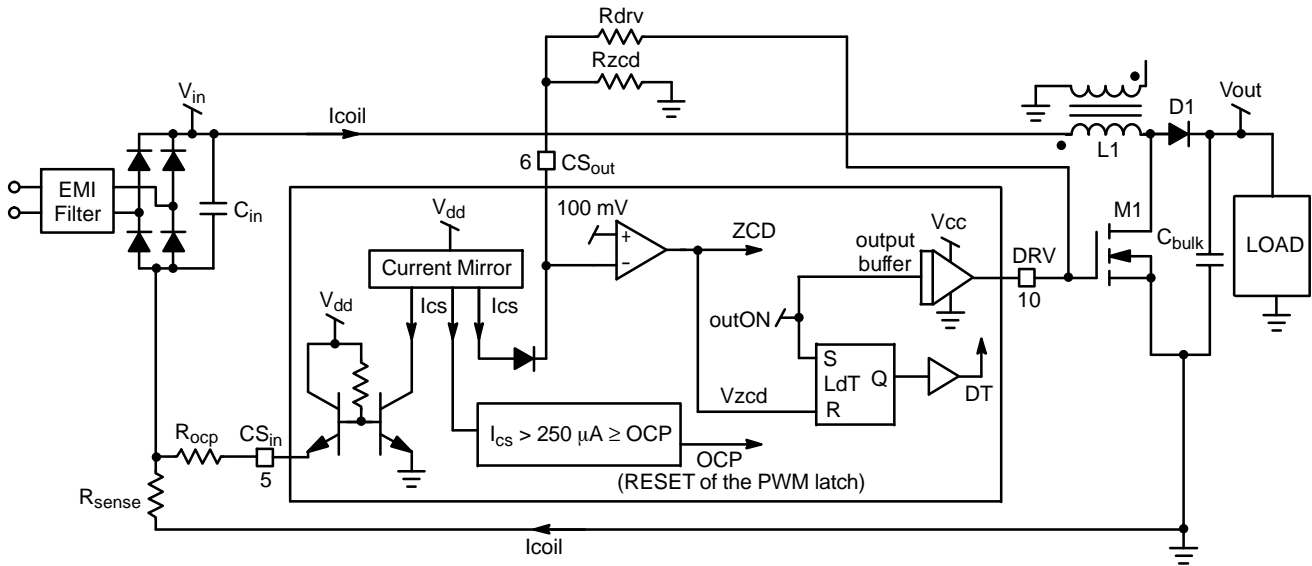 Rdrv
Rzcd
Vin
Icoil
Vout
D1
L1
6 CSout
EMI
Filter
Cin
100 mV
+
−
ZCD
Vdd
Current Mirror
Vcc
output
buffer
DRV
10
M1
Cbulk
LOAD
Vdd
Ics
Ics
outON
S
LdT
Q
R
DT
Vzcd
Rocp
CSin
5
Ics > 250 µA ≥ OCP
OCP
(RESET of the PWM latch)
Rsense
Icoil